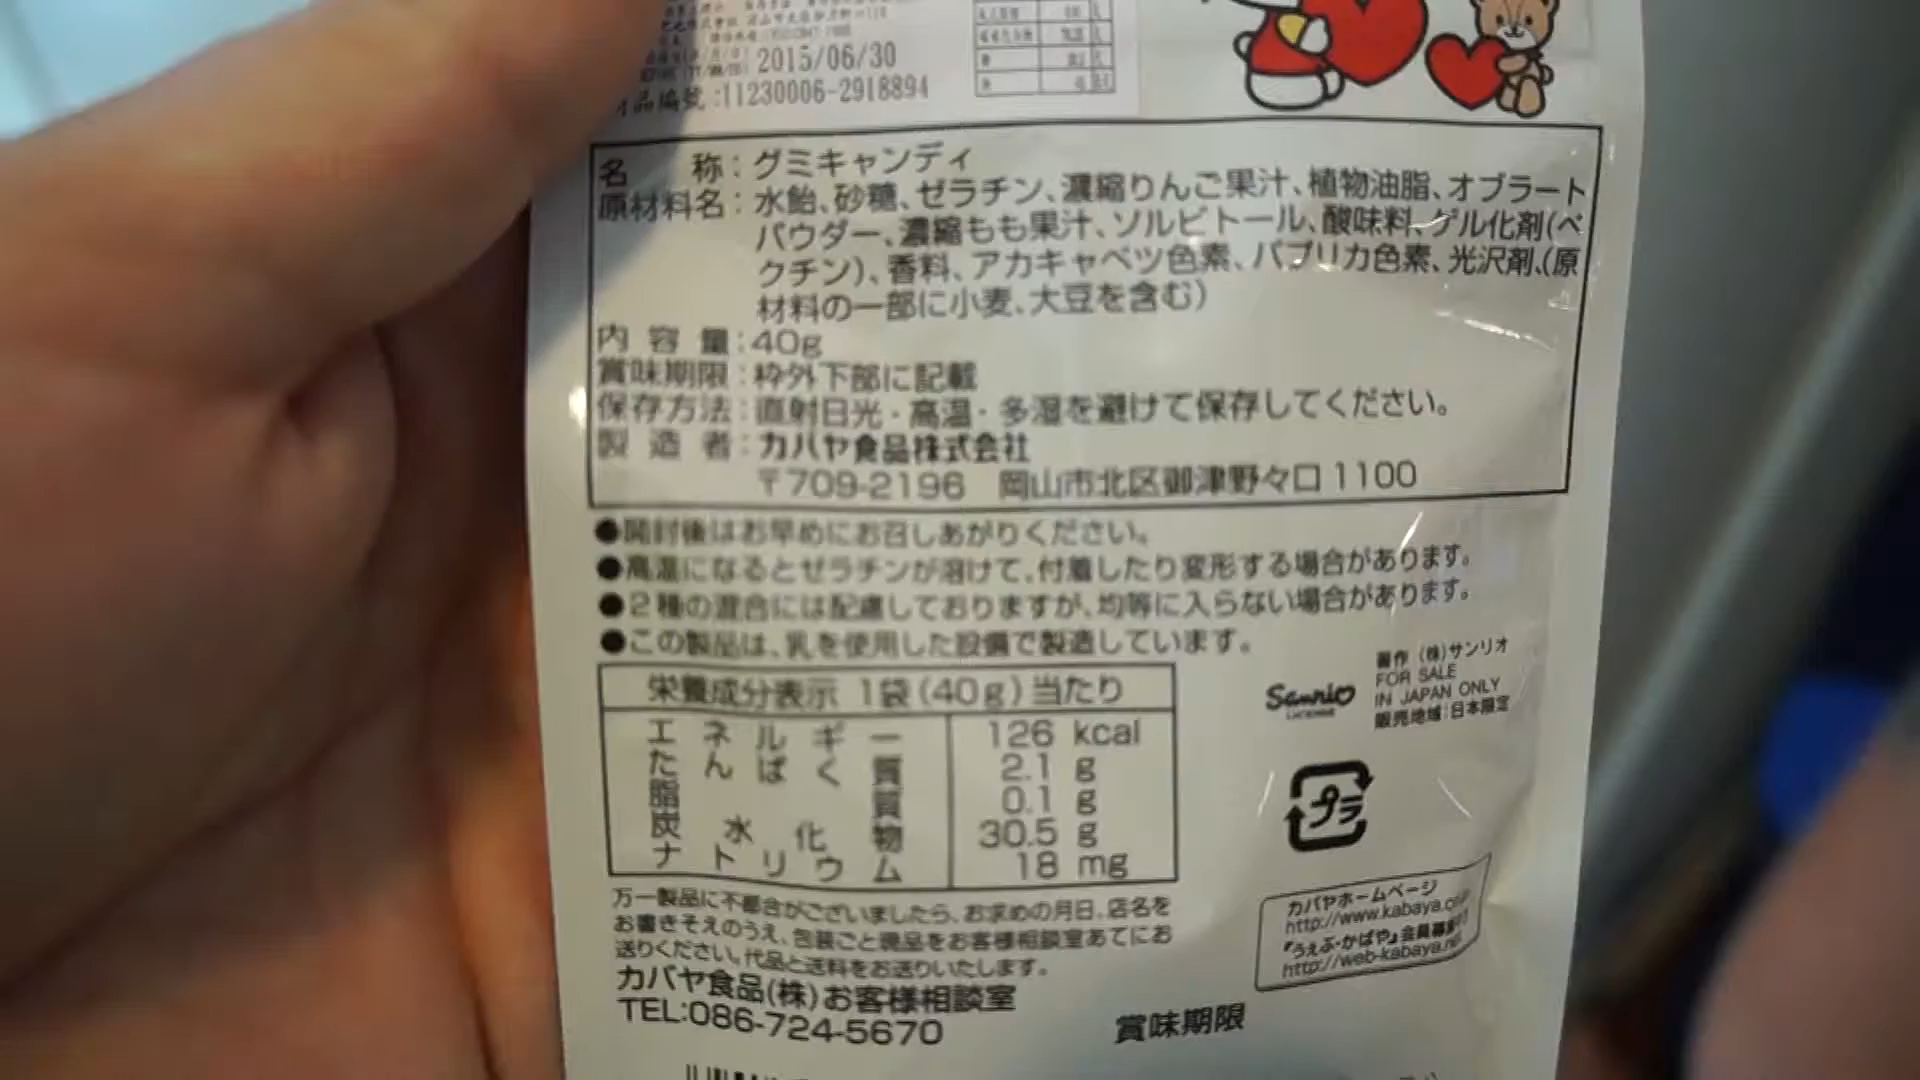 2015/06/30
品編號:11230006-2918894
名 称:グミキャンディ
原材料名:水飴、砂糖、ゼラチン、濃縮りんご果汁、植物油脂、オブラート
パウダー、濃縮もも果汁、ソルビトール、酸味料、ゲル化剤(ペ
クチン)、香料、アカキャベツ色素、パプリカ色素、光沢剤、(原
材料の一部に小麦、大豆を含む)
内容量:40g
賞味期限:枠外下部に記載
保存方法:直射日光・高温・多湿を避けて保存してください。
製造者:カバヤ食品株式会社
〒709-2196 岡山市北区御津野々口1100
●開封後はお早めにお召しあがりください。
●高温になるとゼラチンが溶けて、付着したり変形する場合があります。
●2種の混合には配慮しておりますが、均等に入らない場合があります。
●この製品は、乳を使用した設備で製造しています。
栄養成分表示 1袋(40g)当たり
エネルギー 126 kcal
たんぱく質 2.1 g
脂質 0.1 g
炭水化物 30.5 g
ナトリウム 18 mg
Sanrio
LICENSE
著作(株)サンリオ
FOR SALE
IN JAPAN ONLY
販売地域:日本限定
プラ
カバヤホームページ
http://www.kabaya.co
『うぇぶ・かばや』会員募集
http://web-kabaya.net
万一製品に不都合がございましたら、お求めの月日、店名を
お書きそえのうえ、包装ごと現品をお客様相談室あてにお
送りください。代品と送料をお送りいたします。
カバヤ食品(株)お客様相談室
TEL:086-724-5670
賞味期限